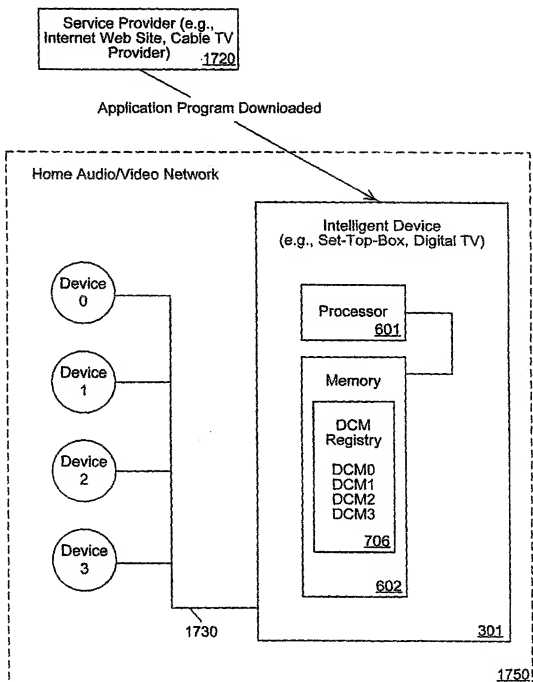 Service Provider (e.g.,
Internet Web Site, Cable TV
Provider)
1720
Application Program Downloaded
Home Audio/Video Network
Intelligent Device
(e.g., Set-Top-Box, Digital TV)
Device
0
Device
1
Device
2
Device
3
Processor
601
Memory
DCM
Registry
DCM0
DCM1
DCM2
DCM3
706
602
1730
301
1750